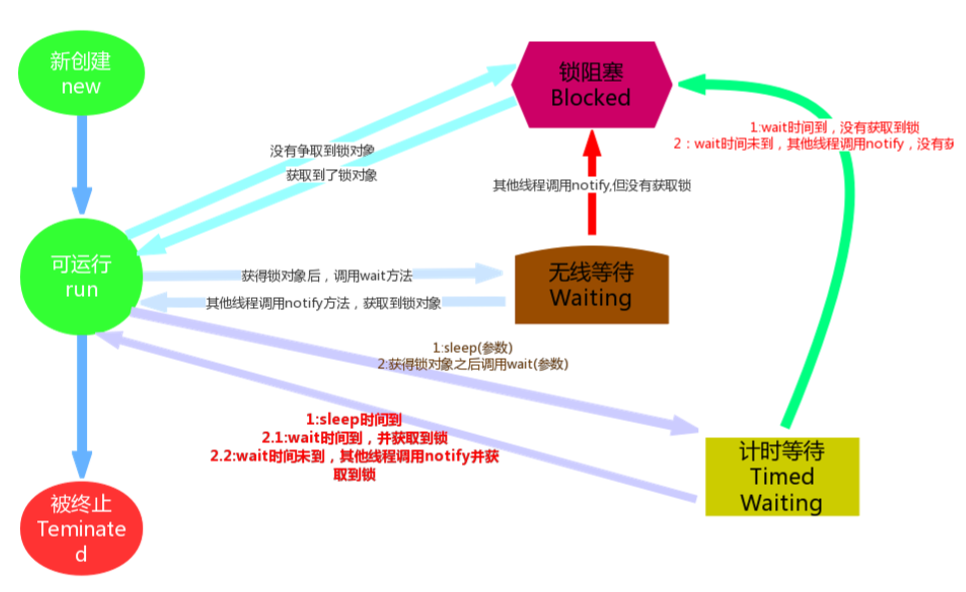 新创建
new
锁阻塞
Blocked
1:wait时间到，没有获取到锁
2：wait时间未到，其他线程调用notify，没有获
没有争取到锁对象
获取到了锁对象
其他线程调用notify,但没有获取锁
可运行
run
获得锁对象后，调用wait方法
其他线程调用notify方法，获取到锁对象
无线等待
Waiting
1:sleep(参数)
2:获得锁对象之后调用wait(参数)
1:sleep时间到
2.1:wait时间到，并获取到锁
2.2:wait时间未到，其他线程调用notify并获
取到锁
计时等待
Timed
Waiting
被终止
Teminate
d